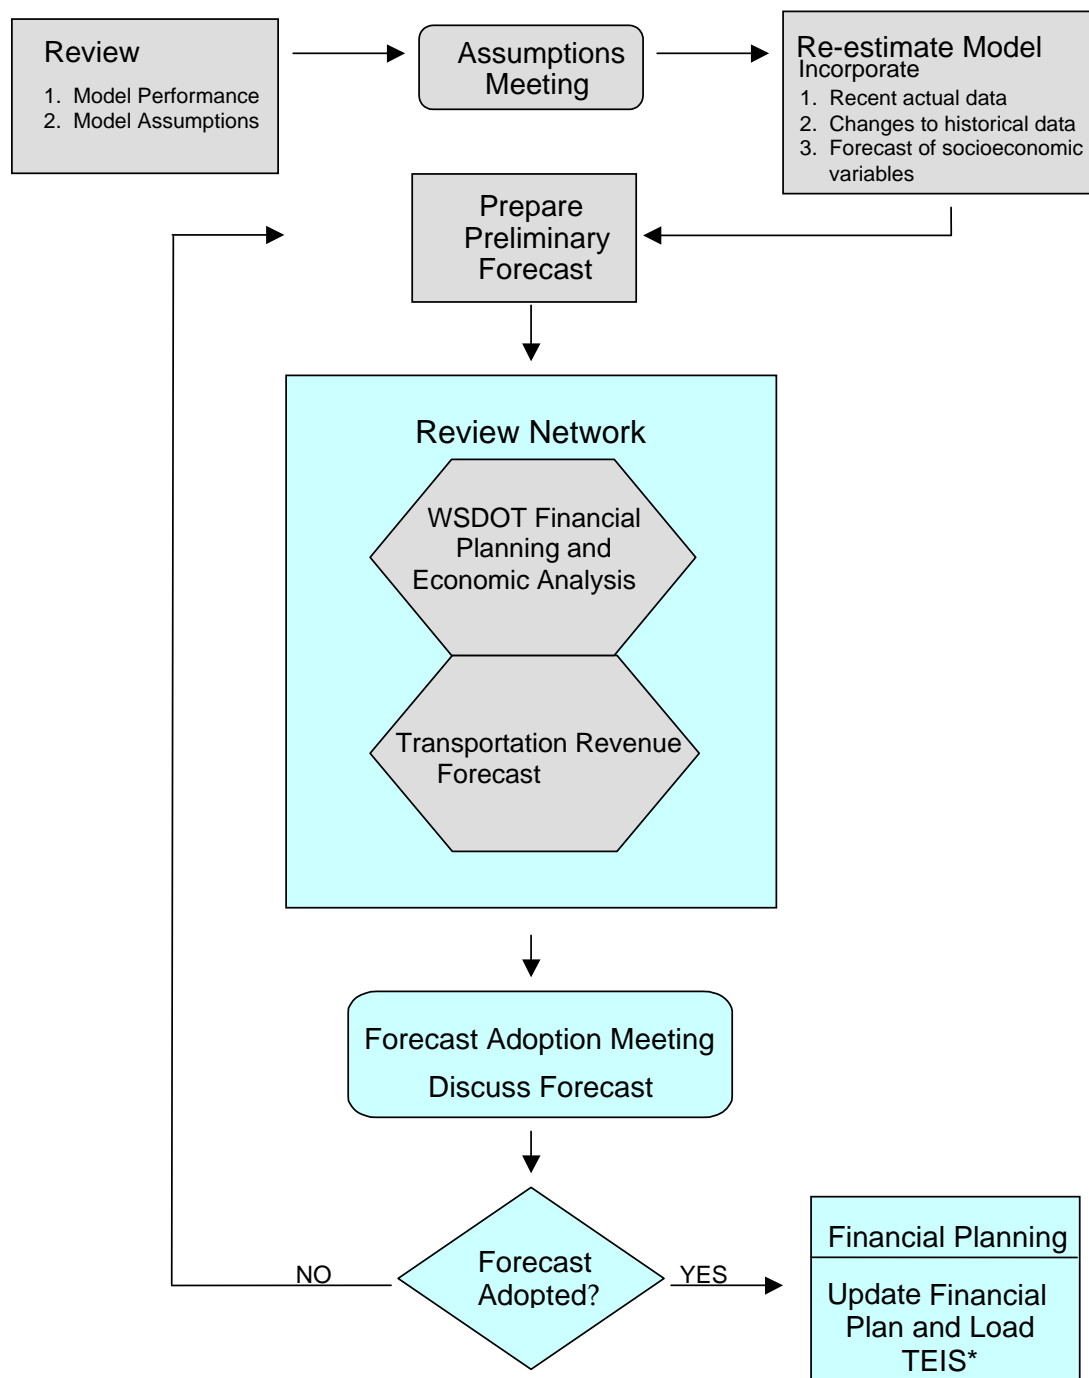 Review
1. Model Performance
2. Model Assumptions
Assumptions
Meeting
Re-estimate Model
Incorporate
1. Recent actual data
2. Changes to historical data
3. Forecast of socioeconomic
variables
Prepare
Preliminary
Forecast
Review Network
WSDOT Financial
Planning and
Economic Analysis
Transportation Revenue
Forecast
Forecast Adoption Meeting
Discuss Forecast
Forecast
Adopted?
NO
YES
Financial Planning
Update Financial
Plan and Load
TEIS*